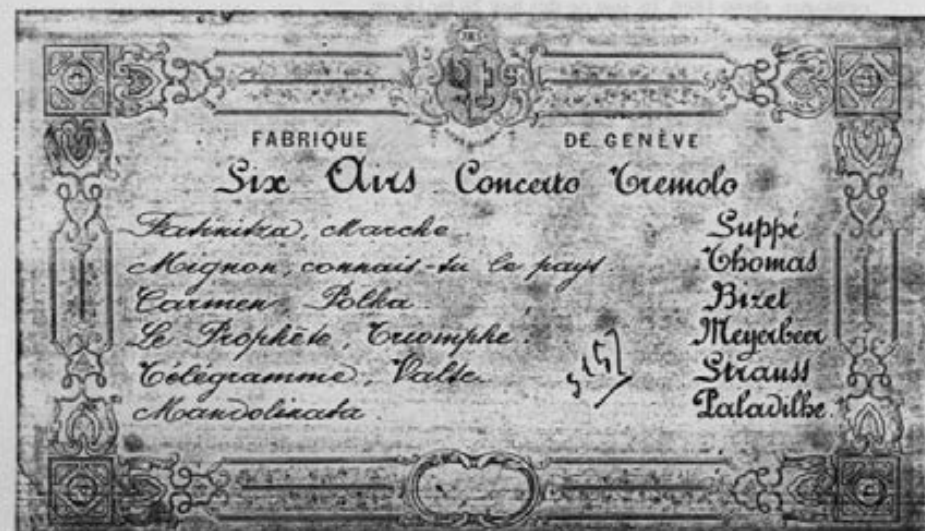 FABRIQUE DE GENÈVE
Six Airs Concerto Tremolo
Fatinitza, Marche Suppé
Mignon, connais-tu le pays. Thomas
Carmen, Polka Bizet
Le Prophète, Triomphe. Meyerbeer
Télégramme, Valse. Strauss
Mandolinata. Paladilhe.